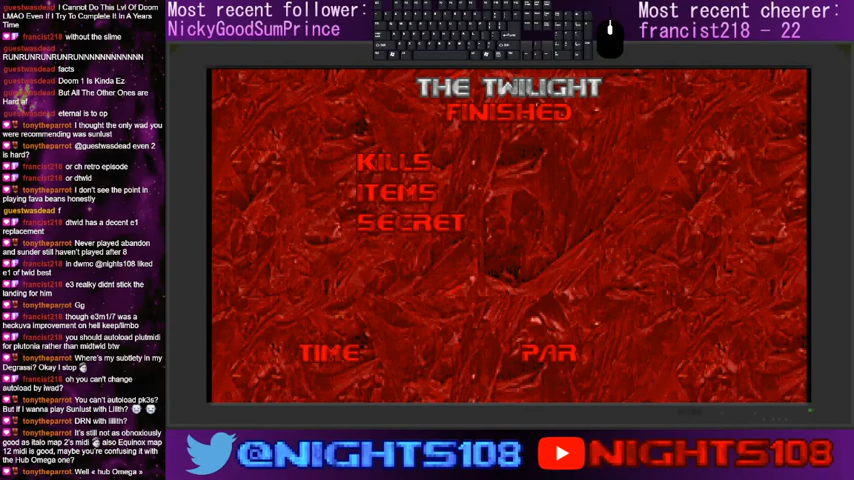 guestwasdead: I Cannot Do This Lvl Of Doom
LMAO Even If I Try To Complete It In A Years
Time
francist218: without the slime
guestwasdead:
RUNRUNRUNRUNRUNNNNNNNNNNNN
guestwasdead: facts
guestwasdead: Doom 1 Is Kinda Ez
guestwasdead: But All The Other Ones are
Hard af
guestwasdead: eternal is to op
tonytheparrot: I thought the only wad you
were recommending was sunlust
tonytheparrot: @guestwasdead even 2
is hard?
francist218: or ch retro episode
francist218: or dtwid
tonytheparrot: I don't see the point in
playing fava beans honestly
guestwasdead f
francist218: dtwid has a decent e1
replacement
tonytheparrot: Never played abandon
and sunder still haven't played after 8
francist218: in dwmc @nights108 liked
e1 of twid best
francist218: e3 realky didnt stick the
landing for him
tonytheparrot: Gg
francist218: though e3m1/7 was a
heckuva improvement on hell keep/limbo
francist218: you should autoload plutmidi
for plutonia rather than midtwid btw
tonytheparrot: Where's my subtlety in my
Degrassi? Okay I stop
francist218: oh you can't change
autoload by iwad?
tonytheparrot: You can't autoload pk3s?
But if I wanna play Sunlust with Lilith?
francist218: DRN with lilith?
tonytheparrot: It's still not as obnoxiously
good as italo map 2's midi also Equinox map
12 midi is good, maybe you're confusing it with
the Hub Omega one?
tonytheparrot: Well « hub Omega »
Most recent follower:
NickyGoodSumPrince
Most recent cheerer:
francist218 - 22
THE TWILIGHT
FINISHED
KILLS
ITEMS
SECRET
TIME
PAR
@NIGHTS108
NIGHTS108